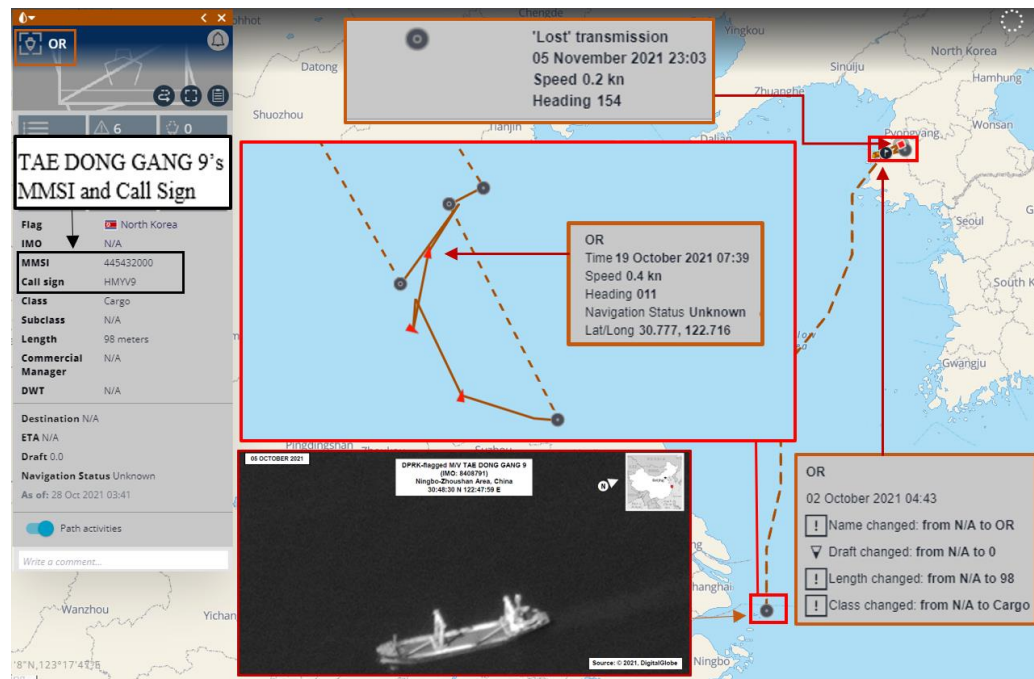 OR
6
0
TAE DONG GANG 9’s
MMSI and Call Sign
Flag North Korea
IMO N/A
MMSI 445432000
Call sign HMYV9
Class Cargo
Subclass N/A
Length 98 meters
Commercial Manager N/A
DWT N/A
Destination N/A
ETA N/A
Draft 0.0
Navigation Status Unknown
As of: 28 Oct 2021 03:41
Path activities
Write a comment...
'Lost' transmission
05 November 2021 23:03
Speed 0.2 kn
Heading 154
OR
Time 19 October 2021 07:39
Speed 0.4 kn
Heading 011
Navigation Status Unknown
Lat/Long 30.777, 122.716
05 OCTOBER 2021
DPRK-flagged M/V TAE DONG GANG 9
(IMO: 8408791)
Ningbo-Zhoushan Area, China
30:48:30 N 122:47:59 E
N
Source: © 2021, DigitalGlobe
OR
02 October 2021 04:43
Name changed: from N/A to OR
Draft changed: from N/A to 0
Length changed: from N/A to 98
Class changed: from N/A to Cargo
Chengde
Yingkou
Datong
Sinuiju
North Korea
Hamhung
Zhuanghe
Shuozhou
Tianjin
Dalian
Pyongyang
Wonsan
Seoul
South K
Gwangju
Pingdingshan
Zhoukou
Suzhou
Wanzhou
Yichan
Ningbo